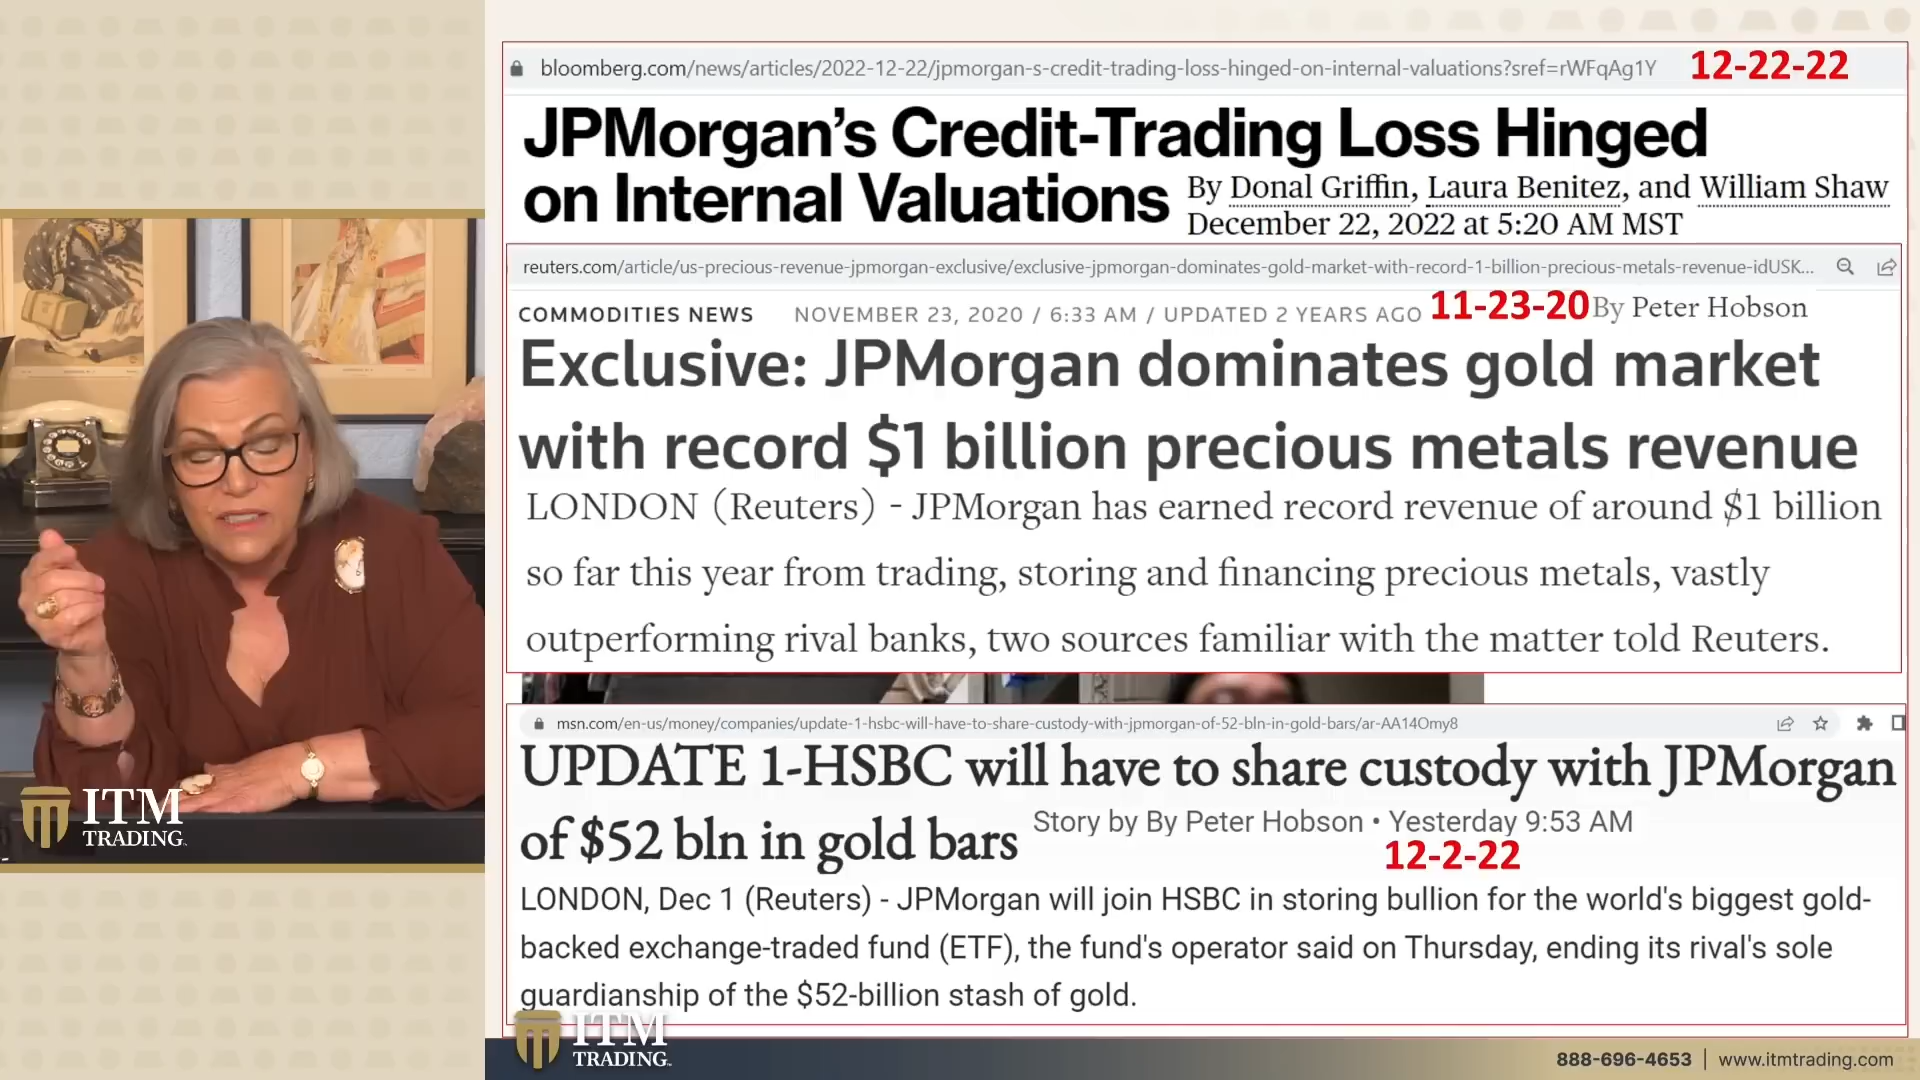 bloomberg.com/news/articles/2022-12-22/jpmorgan-s-credit-trading-loss-hinged-on-internal-valuations?sref=rWFqAg1Y 12-22-22
JPMorgan's Credit-Trading Loss Hinged
on Internal Valuations
By Donal Griffin, Laura Benitez, and William Shaw
December 22, 2022 at 5:20 AM MST
reuters.com/article/us-precious-revenue-jpmorgan-exclusive/exclusive-jpmorgan-dominates-gold-market-with-record-1-billion-precious-metals-revenue-idUSK...
COMMODITIES NEWS NOVEMBER 23, 2020 / 6:33 AM / UPDATED 2 YEARS AGO 11-23-20 By Peter Hobson
Exclusive: JPMorgan dominates gold market
with record $1 billion precious metals revenue
LONDON (Reuters) - JPMorgan has earned record revenue of around $1 billion
so far this year from trading, storing and financing precious metals, vastly
outperforming rival banks, two sources familiar with the matter told Reuters.
msn.com/en-us/money/companies/update-1-hsbc-will-have-to-share-custody-with-jpmorgan-of-52-bln-in-gold-bars/ar-AA14Omy8
UPDATE 1-HSBC will have to share custody with JPMorgan
of $52 bln in gold bars
Story by By Peter Hobson • Yesterday 9:53 AM
12-2-22
LONDON, Dec 1 (Reuters) - JPMorgan will join HSBC in storing bullion for the world's biggest gold-
backed exchange-traded fund (ETF), the fund's operator said on Thursday, ending its rival's sole
guardianship of the $52-billion stash of gold.
ITM
TRADING
ITM
TRADING
888-696-4653 | www.itmtrading.com